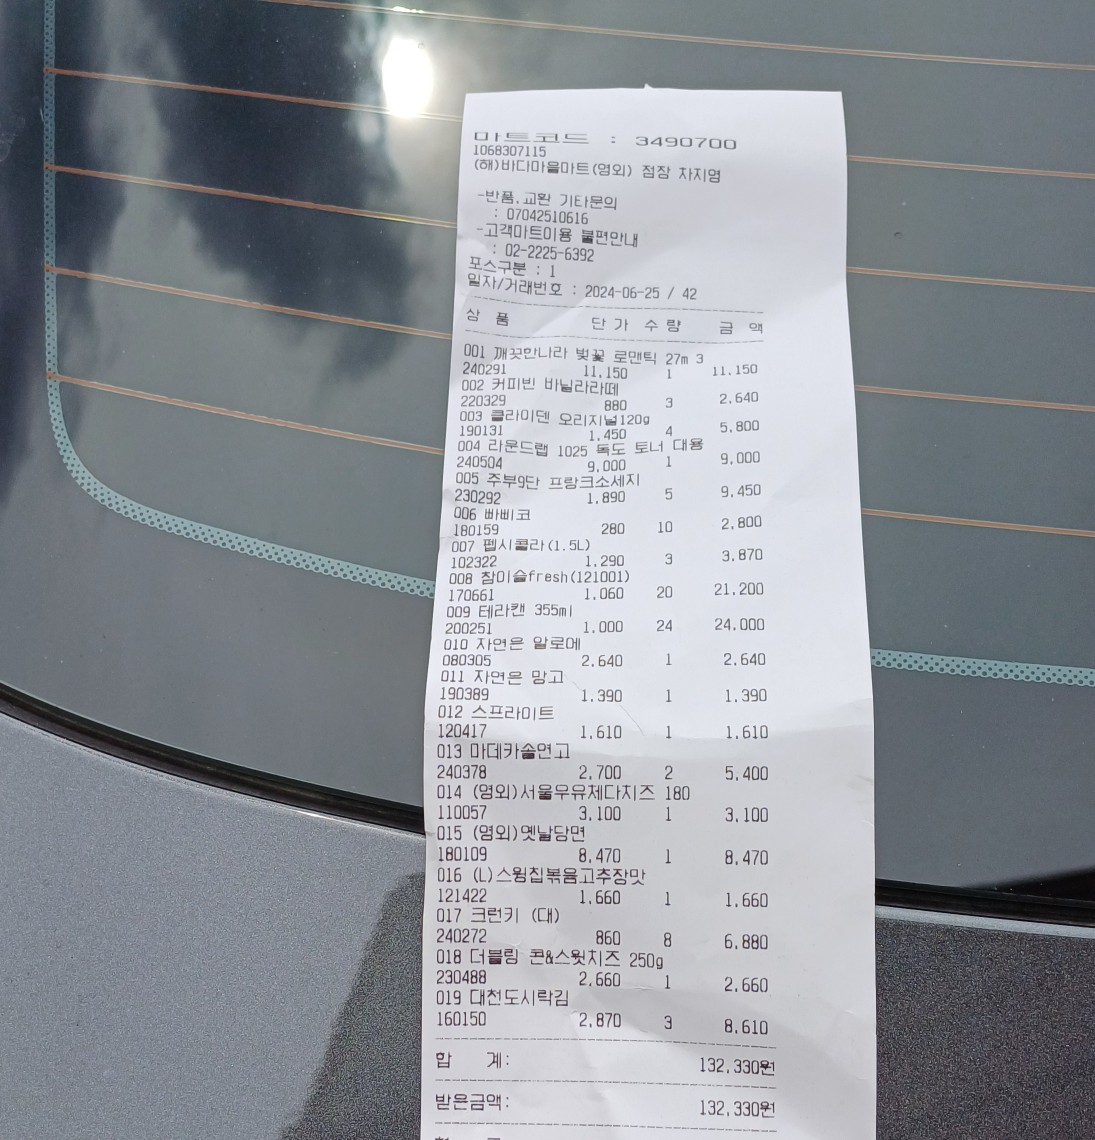 마트코드 : 3490700
1068307115
(해)바다마을마트(영외) 점장 차지영
-반품.교환 기타문의
: 07042510616
-고객마트이용 불편안내
: 02-2225-6392
포스구분 : 1
일자/거래번호 : 2024-06-25 / 42
상 품 단가 수량 금 액
001 깨끗한나라 벚꽃 로맨틱 27m 3
240291 11,150 1 11,150
002 커피빈 바닐라라떼
220329 880 3 2,640
003 클라미덴 오리지널120g
190131 1,450 4 5,800
004 라운드랩 1025 독도 토너 대용
240504 9,000 1 9,000
005 주부9단 프랑크소세지
230292 1,890 5 9,450
006 빠삐코
180159 280 10 2,800
007 펩시콜라(1.5L)
102322 1,290 3 3,870
008 참이슬fresh(121001)
170661 1,060 20 21,200
009 테라캔 355ml
200251 1,000 24 24,000
010 자연은 알로에
080305 2,640 1 2,640
011 자연은 망고
190389 1,390 1 1,390
012 스프라이트
120417 1,610 1 1,610
013 마데카솔연고
240378 2,700 2 5,400
014 (영외)서울우유체다치즈 180
110057 3,100 1 3,100
015 (영외)옛날당면
180109 8,470 1 8,470
016 (L)스윙칩볶음고추장맛
121422 1,660 1 1,660
017 크런키 (대)
240272 860 8 6,880
018 더블링 콘&스윗치즈 250g
230488 2,660 1 2,660
019 대천도시락김
160150 2,870 3 8,610
합 계: 132,330원
받은금액: 132,330원